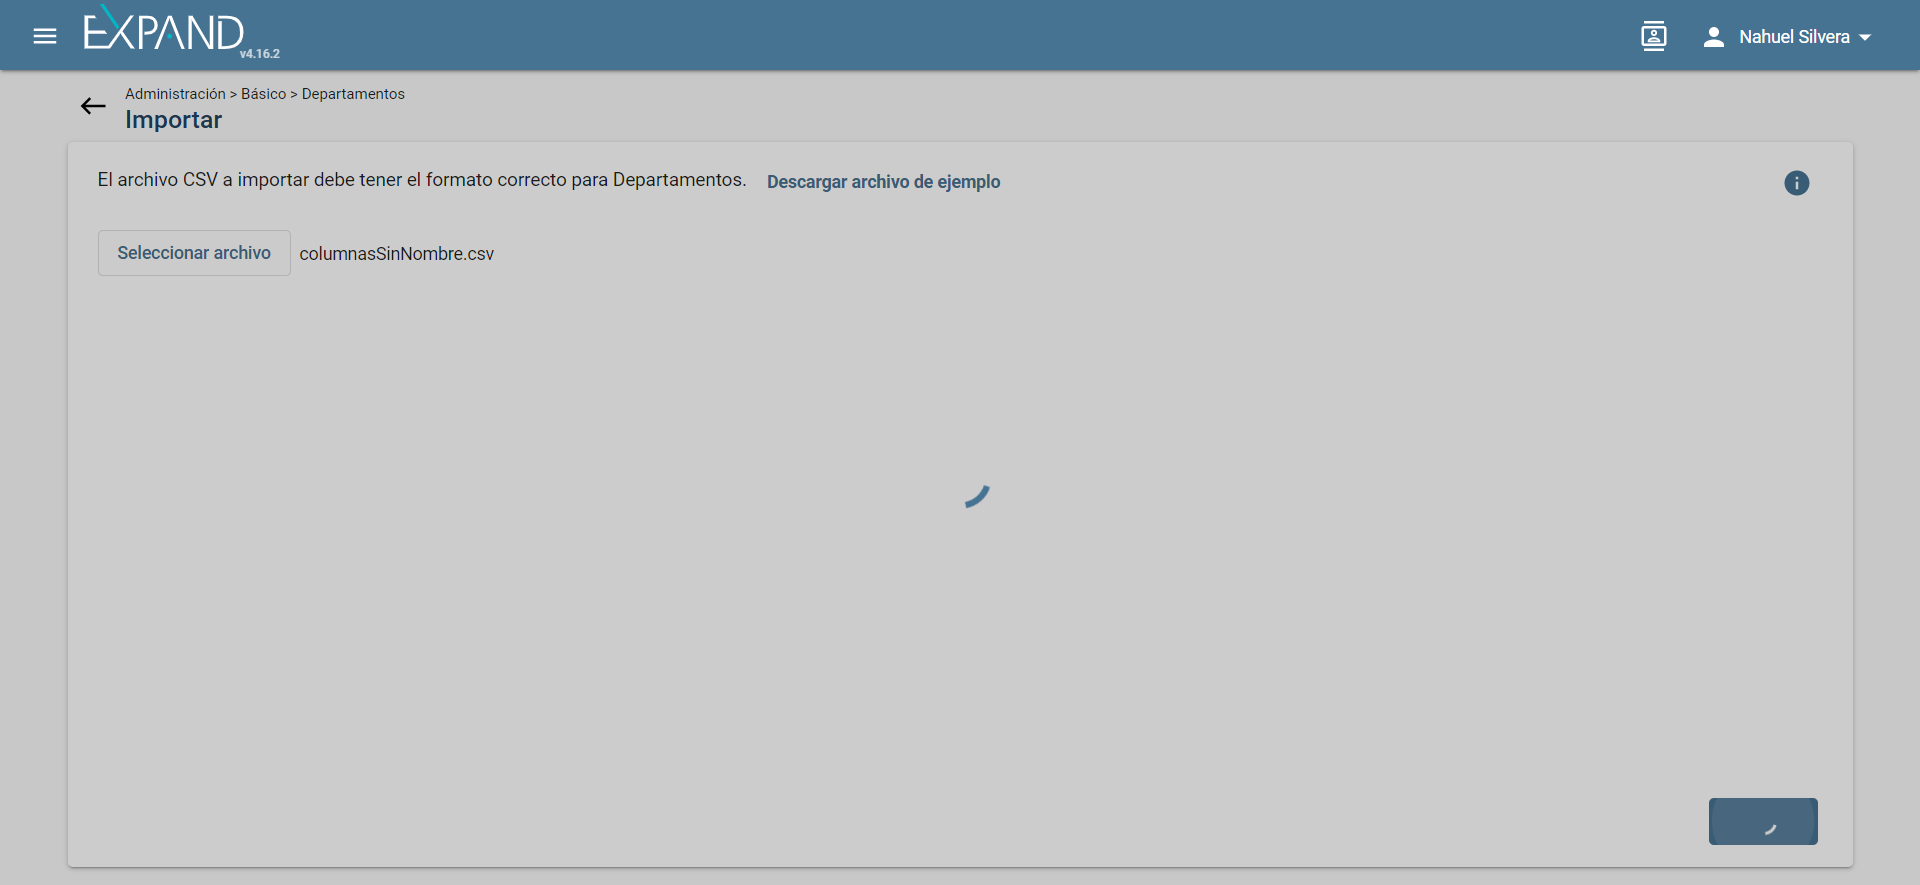 EXPAND
v4.16.2
Nahuel Silvera
Administración > Básico > Departamentos
Importar
El archivo CSV a importar debe tener el formato correcto para Departamentos. Descargar archivo de ejemplo
Seleccionar archivo columnasSinNombre.csv